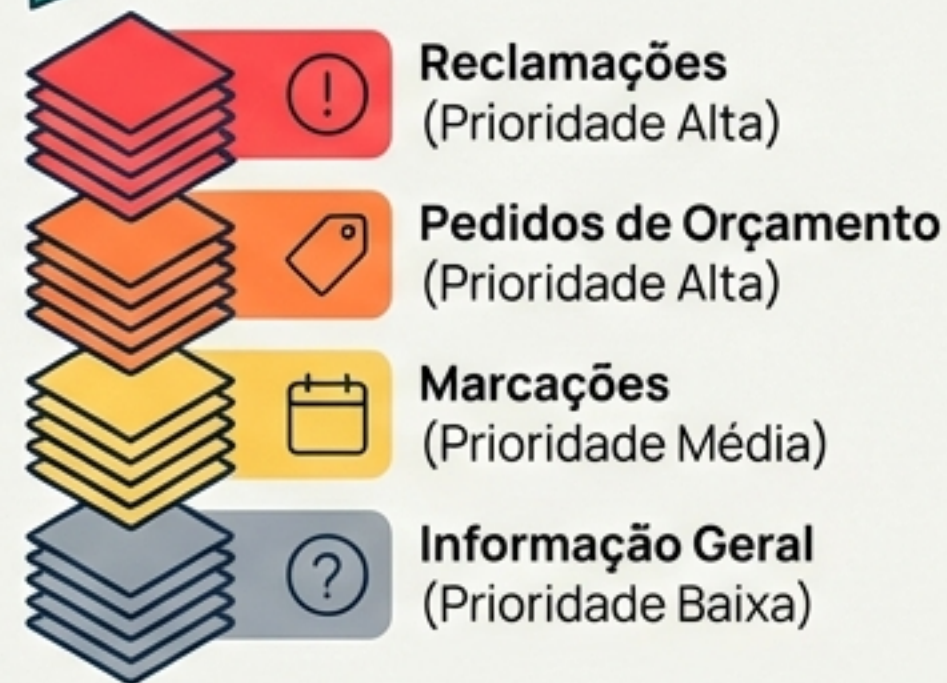 Reclamações
(Prioridade Alta)
Pedidos de Orçamento
(Prioridade Alta)
Marcações
(Prioridade Média)
Informação Geral
(Prioridade Baixa)